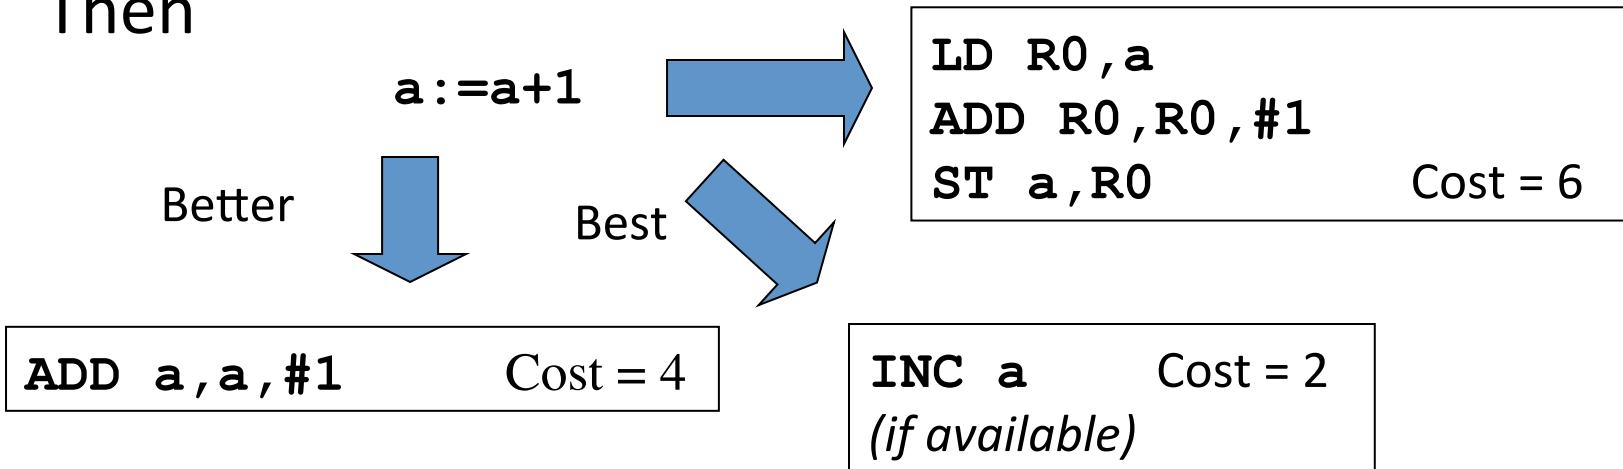 Then
a:=a+1
LD R0,a
ADD R0,R0,#1
ST a,R0 Cost = 6
Better
Best
ADD a,a,#1 Cost = 4
INC a Cost = 2
(if available)